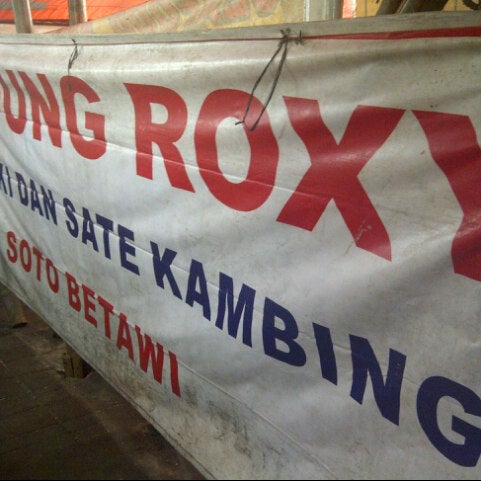 UNG ROXY
KI DAN SATE KAMBING
SOTO BETAWI